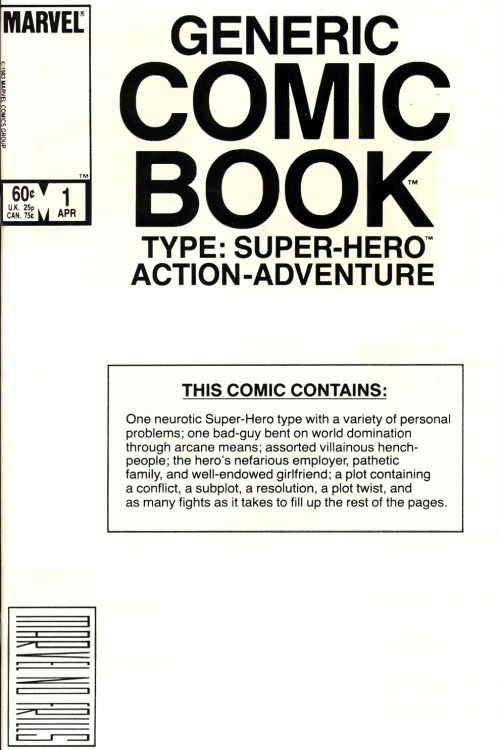 MARVEL®
©1983 MARVEL COMICS GROUP
TM
60¢
U.K. 25p
CAN. 75¢
1
APR
GENERIC
COMIC
BOOK™
TYPE: SUPER-HERO™
ACTION-ADVENTURE
THIS COMIC CONTAINS:
One neurotic Super-Hero type with a variety of personal
problems; one bad-guy bent on world domination
through arcane means; assorted villainous hench-
people; the hero's nefarious employer, pathetic
family, and well-endowed girlfriend; a plot containing
a conflict, a subplot, a resolution, a plot twist, and
as many fights as it takes to fill up the rest of the pages.
MARVEL NO FRILLS